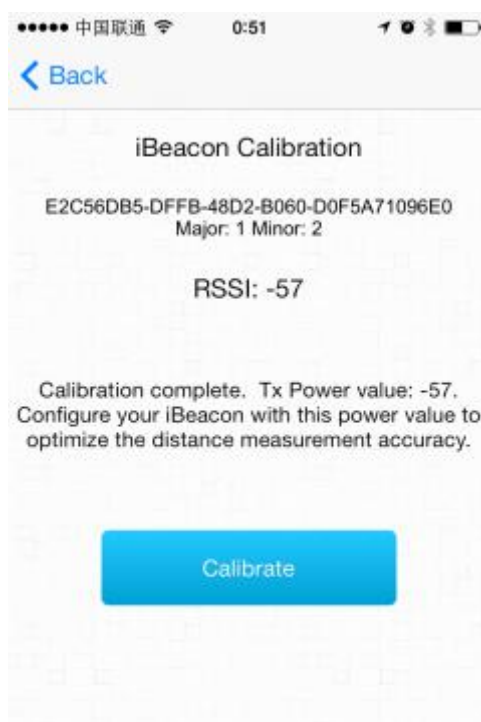 中国联通 0:51
Back
iBeacon Calibration
E2C56DB5-DFFB-48D2-B060-D0F5A71096E0
Major: 1 Minor: 2
RSSI: -57
Calibration complete.  Tx Power value: -57.
Configure your iBeacon with this power value to
optimize the distance measurement accuracy.
Calibrate